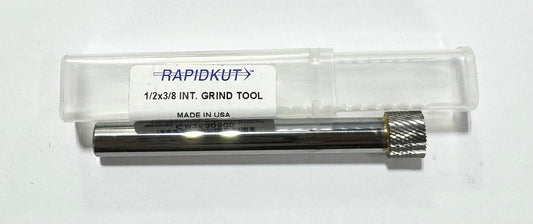 RAPIDKUT
1/2x3/8 INT. GRIND TOOL
MADE IN USA